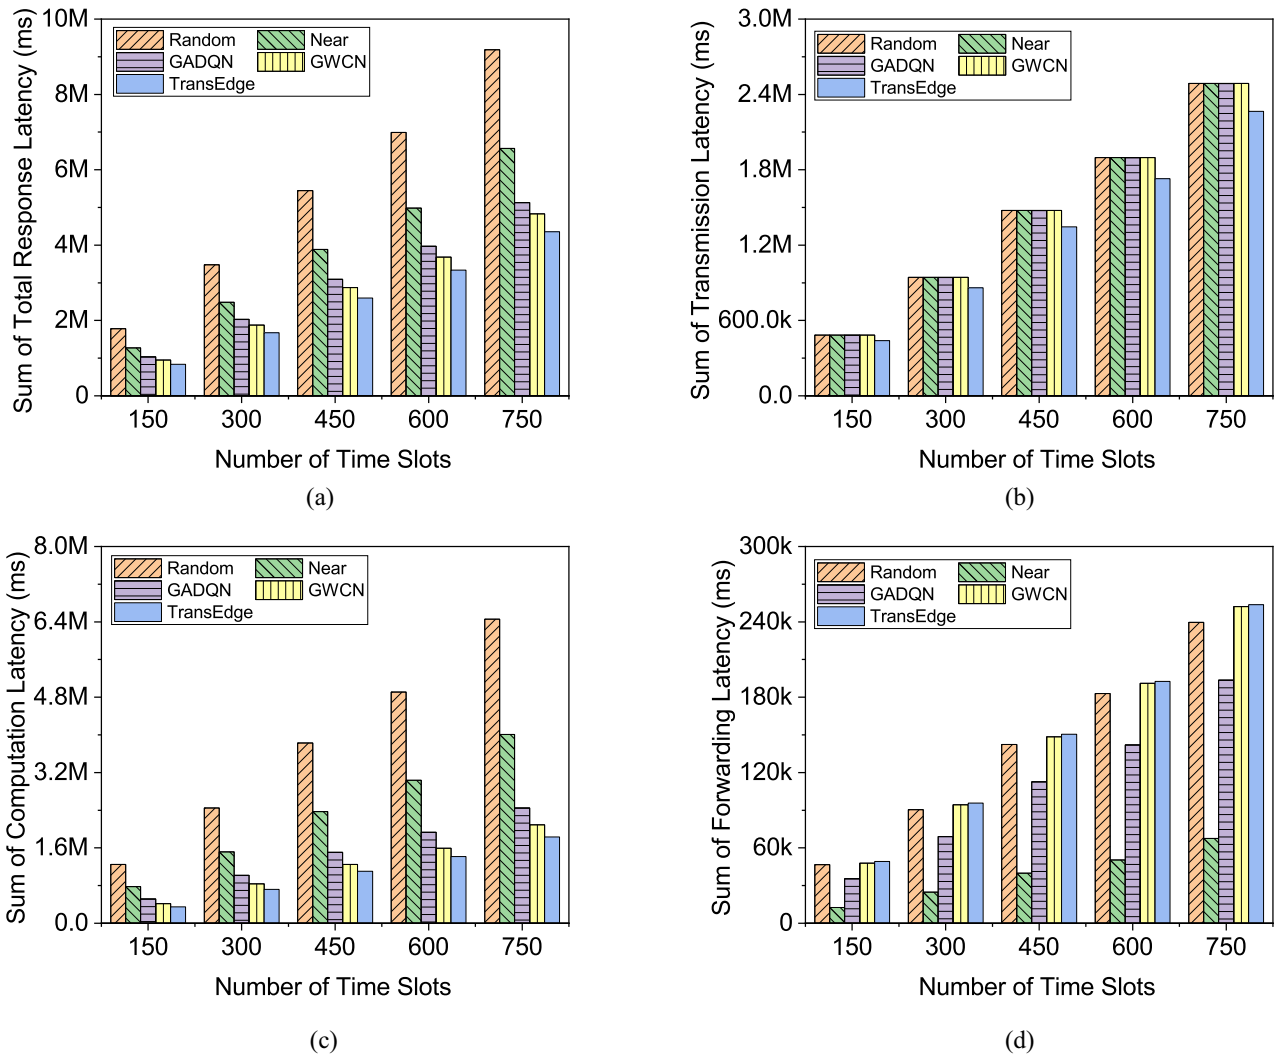 Sum of Total Response Latency (ms)
10M
8M
6M
4M
2M
0
Random
Near
GADQN
GWCN
TransEdge
150 300 450 600 750
Number of Time Slots
(a)
Sum of Transmission Latency (ms)
3.0M
2.4M
1.8M
1.2M
600.0k
0.0
Random
Near
GADQN
GWCN
TransEdge
150 300 450 600 750
Number of Time Slots
(b)
Sum of Computation Latency (ms)
8.0M
6.4M
4.8M
3.2M
1.6M
0.0
Random
Near
GADQN
GWCN
TransEdge
150 300 450 600 750
Number of Time Slots
(c)
Sum of Forwarding Latency (ms)
300k
240k
180k
120k
60k
0
Random
Near
GADQN
GWCN
TransEdge
150 300 450 600 750
Number of Time Slots
(d)